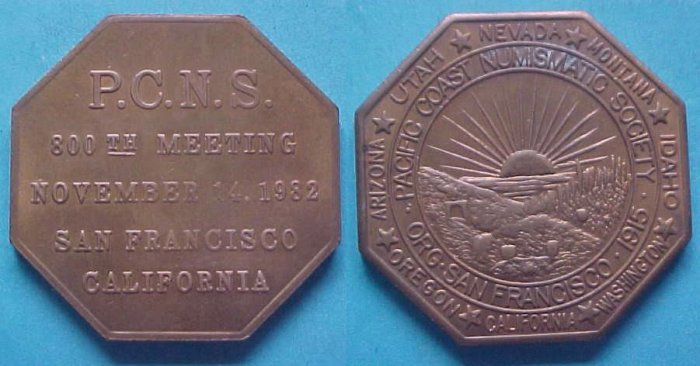 P.C.N.S.
800 TH MEETING
NOVEMBER 14. 1982
SAN FRANCISCO
CALIFORNIA
ARIZONA ★ UTAH ★ NEVADA ★ MONTANA ★ IDAHO ★ WASHINGTON ★ CALIFORNIA ★ OREGON ★
· PACIFIC COAST NUMISMATIC SOCIETY ·
ORG·SAN FRANCISCO · 1915